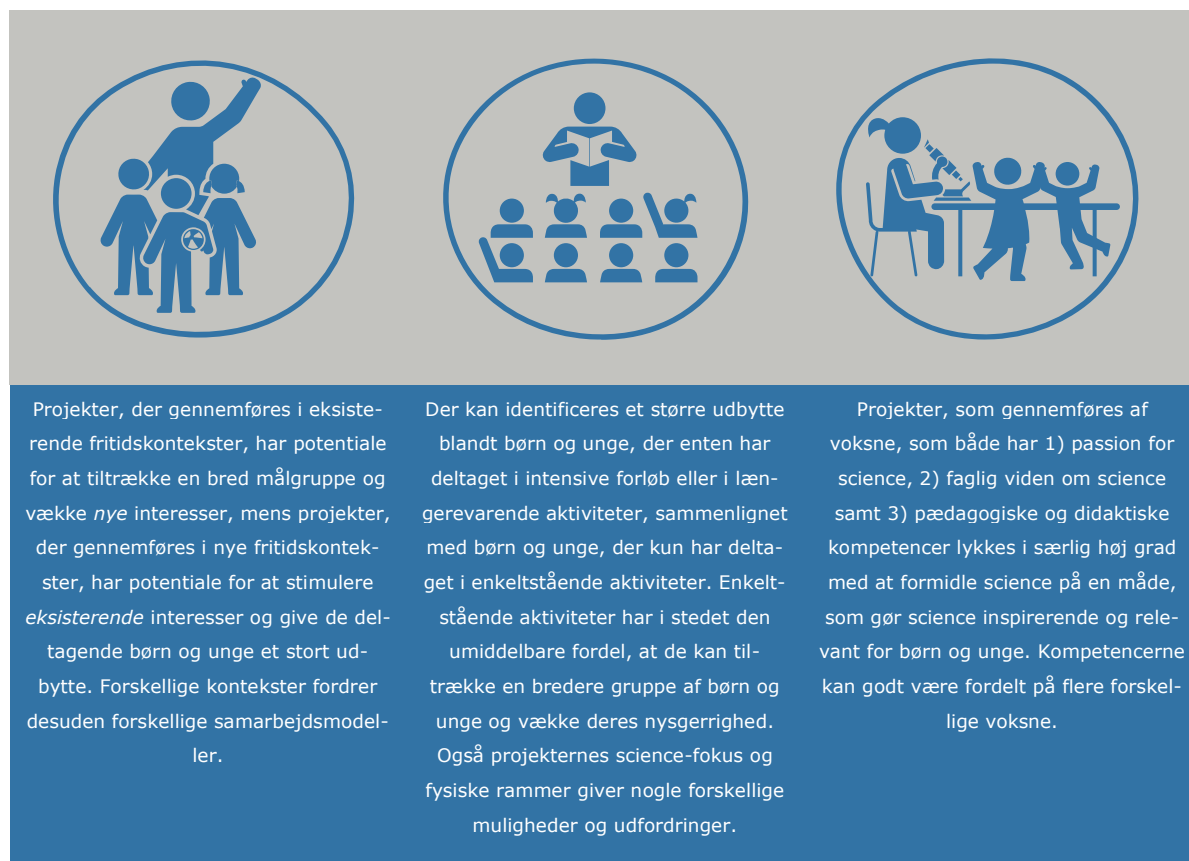 Projekter, der gennemføres i eksiste-
rende fritidskontekster, har potentiale
for at tiltrække en bred målgruppe og
vække nye interesser, mens projekter,
der gennemføres i nye fritidskontek-
ster, har potentiale for at stimulere
eksisterende interesser og give de del-
tagende børn og unge et stort ud-
bytte. Forskellige kontekster fordrer
desuden forskellige samarbejdsmodel-
ler.
Der kan identificeres et større udbytte
blandt børn og unge, der enten har
deltaget i intensive forløb eller i læn-
gerevarende aktiviteter, sammenlignet
med børn og unge, der kun har delta-
get i enkeltstående aktiviteter. Enkelt-
stående aktiviteter har i stedet den
umiddelbare fordel, at de kan til-
trække en bredere gruppe af børn og
unge og vække deres nysgerrighed.
Også projekternes science-fokus og
fysiske rammer giver nogle forskellige
muligheder og udfordringer.
Projekter, som gennemføres af
voksne, som både har 1) passion for
science, 2) faglig viden om science
samt 3) pædagogiske og didaktiske
kompetencer lykkes i særlig høj grad
med at formidle science på en måde,
som gør science inspirerende og rele-
vant for børn og unge. Kompetencerne
kan godt være fordelt på flere forskel-
lige voksne.